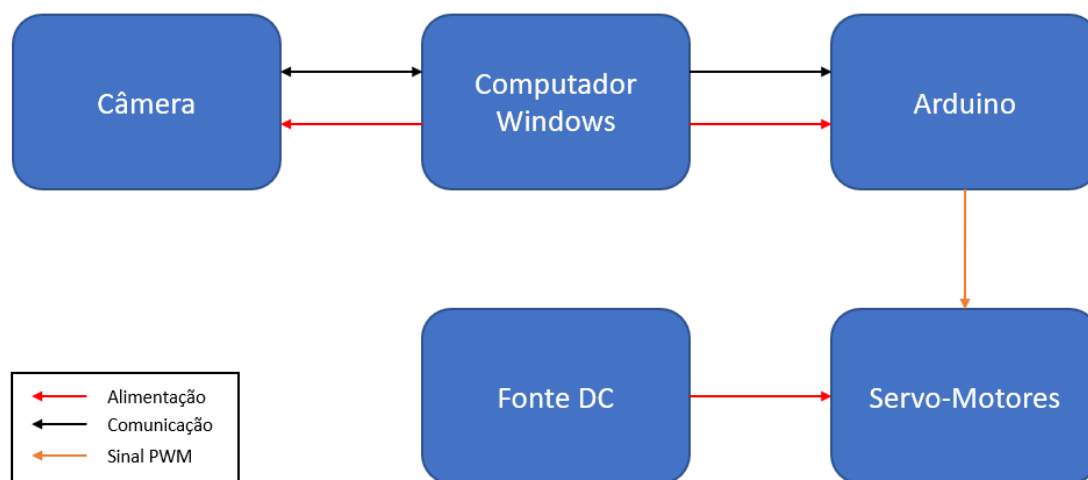 Câmera
Computador
Windows
Arduino
Fonte DC
Servo-Motores
Alimentação
Comunicação
Sinal PWM